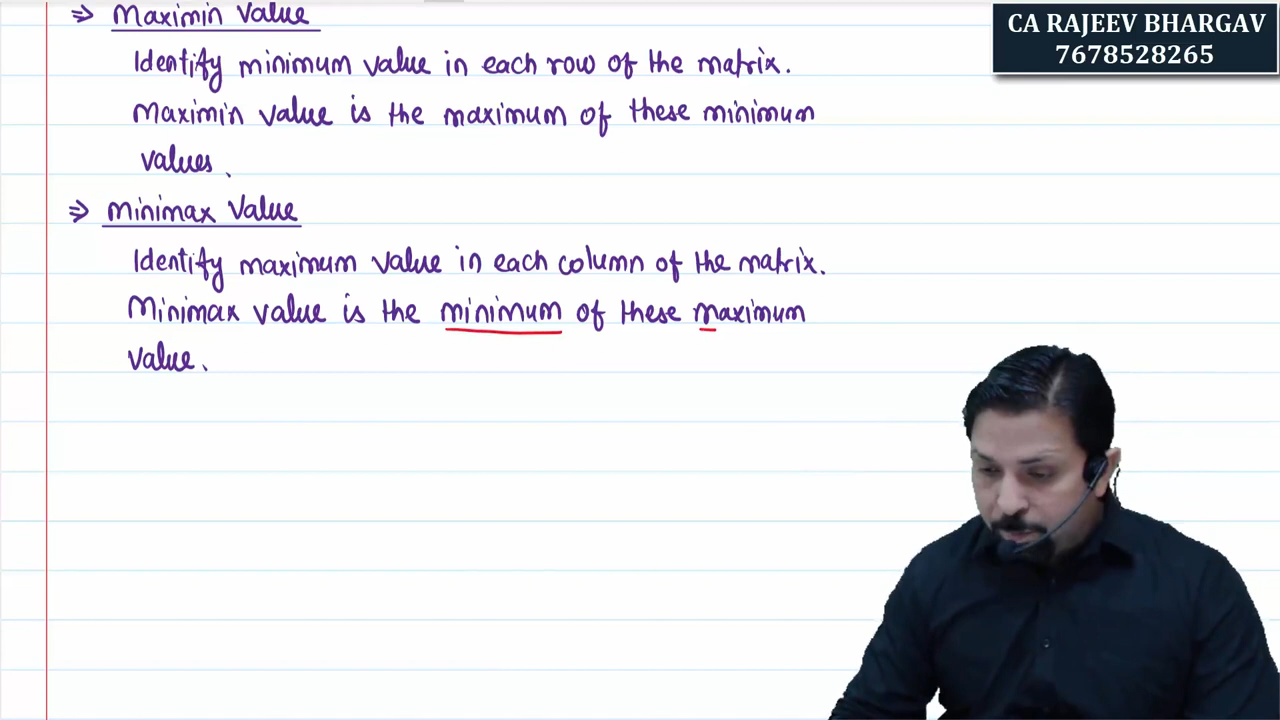 ⇒ Maximin Value
Identify minimum value in each row of the matrix.
Maximin value is the maximum of these minimum
values.
⇒ Minimax Value
Identify maximum value in each column of the matrix.
Minimax value is the minimum of these maximum
value.
CA RAJEEV BHARGAV
7678528265